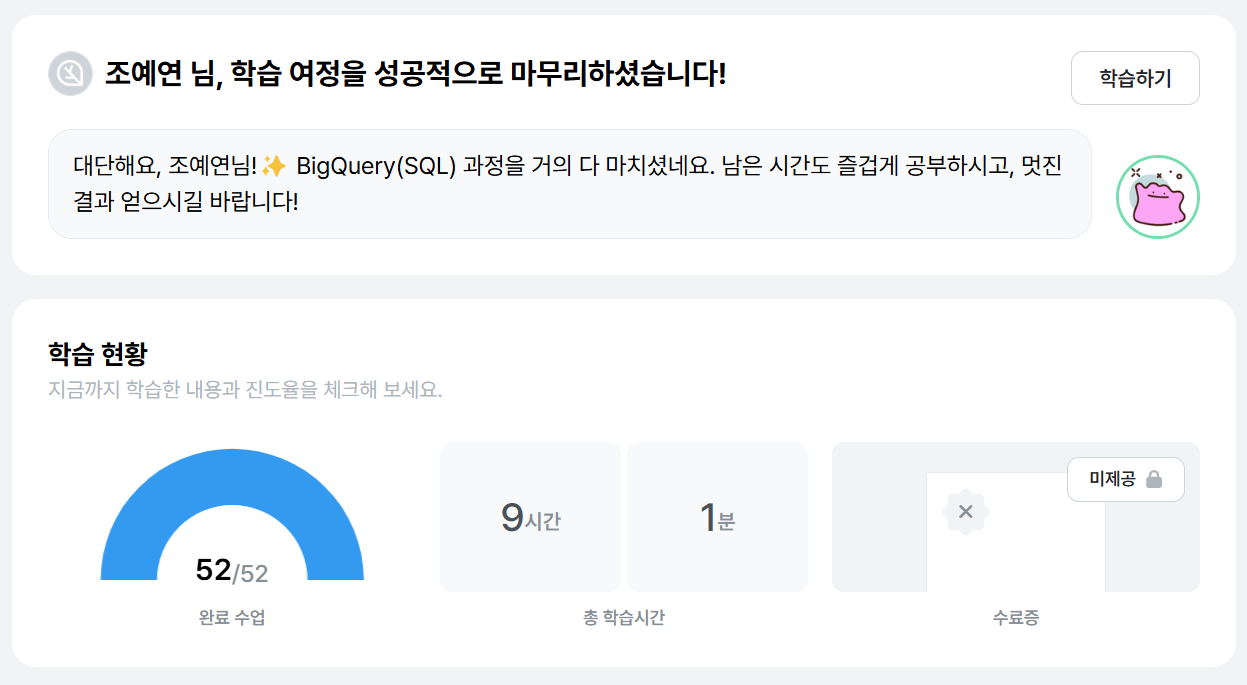 조예연 님, 학습 여정을 성공적으로 마무리하셨습니다!
학습하기
대단해요, 조예연님!✨ BigQuery(SQL) 과정을 거의 다 마치셨네요. 남은 시간도 즐겁게 공부하시고, 멋진
결과 얻으시길 바랍니다!
학습 현황
지금까지 학습한 내용과 진도율을 체크해 보세요.
52/52
완료 수업
9시간
1분
총 학습시간
미제공
수료증